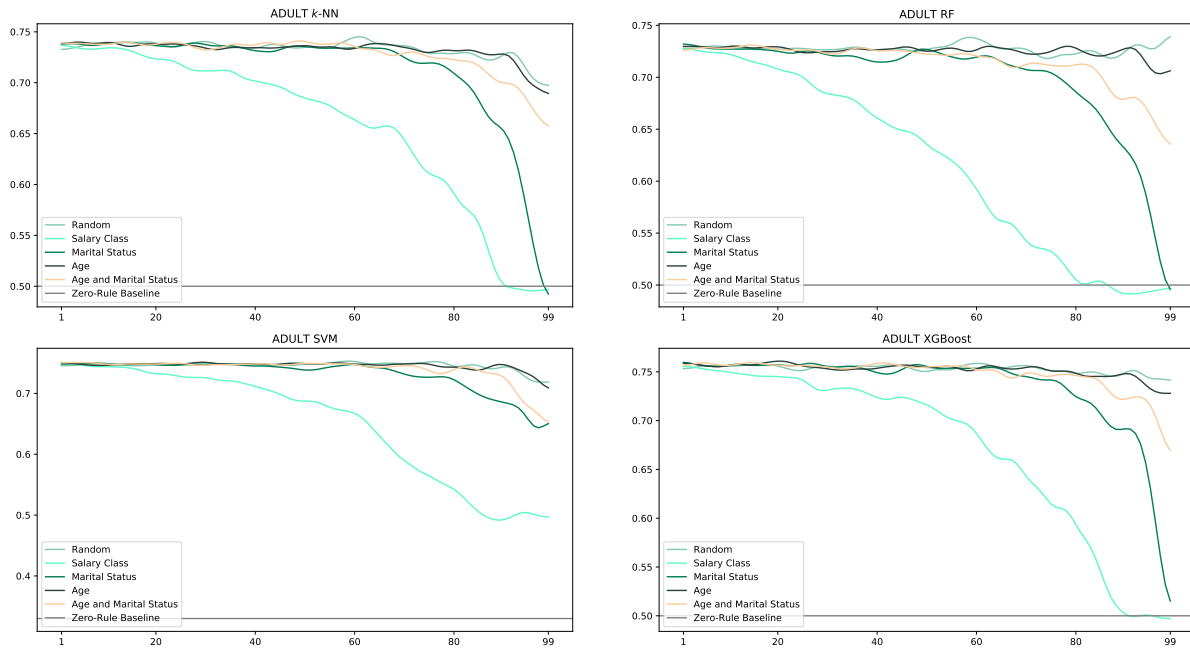 ADULT k-NN
0.75
0.70
0.65
0.60
0.55
0.50
Random
Salary Class
Marital Status
Age
Age and Marital Status
Zero-Rule Baseline
1 20 40 60 80 99
ADULT RF
0.75
0.70
0.65
0.60
0.55
0.50
Random
Salary Class
Marital Status
Age
Age and Marital Status
Zero-Rule Baseline
1 20 40 60 80 99
ADULT SVM
0.7
0.6
0.5
0.4
Random
Salary Class
Marital Status
Age
Age and Marital Status
Zero-Rule Baseline
1 20 40 60 80 99
ADULT XGBoost
0.75
0.70
0.65
0.60
0.55
0.50
Random
Salary Class
Marital Status
Age
Age and Marital Status
Zero-Rule Baseline
1 20 40 60 80 99